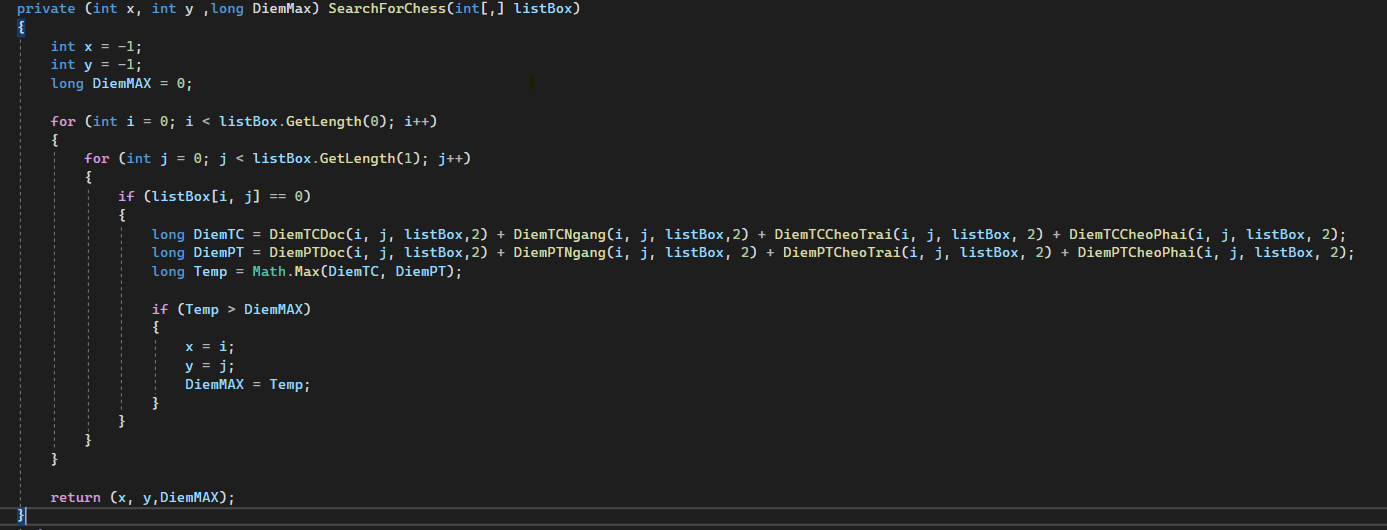 private (int x, int y ,long DiemMax) SearchForChess(int[,] listBox)
{
int x = -1;
int y = -1;
long DiemMAX = 0;
for (int i = 0; i < listBox.GetLength(0); i++)
{
for (int j = 0; j < listBox.GetLength(1); j++)
{
if (listBox[i, j] == 0)
{
long DiemTC = DiemTCDoc(i, j, listBox,2) + DiemTCNgang(i, j, listBox,2) + DiemTCCheoTrai(i, j, listBox, 2) + DiemTCCheoPhai(i, j, listBox, 2);
long DiemPT = DiemPTDoc(i, j, listBox,2) + DiemPTNgang(i, j, listBox, 2) + DiemPTCheoTrai(i, j, listBox, 2) + DiemPTCheoPhai(i, j, listBox, 2);
long Temp = Math.Max(DiemTC, DiemPT);
if (Temp > DiemMAX)
{
x = i;
y = j;
DiemMAX = Temp;
}
}
}
}
return (x, y,DiemMAX);
}